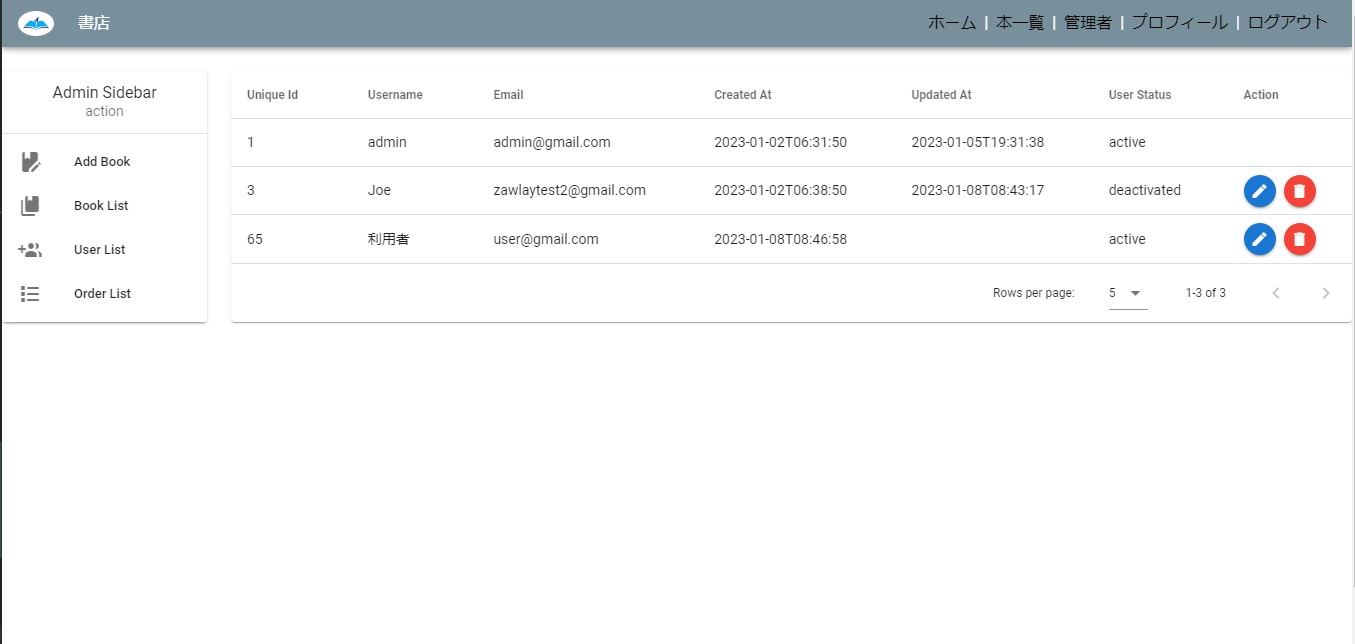 書店 ホーム | 本一覧 | 管理者 | プロフィール | ログアウト
Admin Sidebar
action
Add Book
Book List
User List
Order List
Unique Id Username Email Created At Updated At User Status Action
1 admin admin@gmail.com 2023-01-02T06:31:50 2023-01-05T19:31:38 active
3 Joe zawlaytest2@gmail.com 2023-01-02T06:38:50 2023-01-08T08:43:17 deactivated
65 利用者 user@gmail.com 2023-01-08T08:46:58 active
Rows per page: 5 1-3 of 3